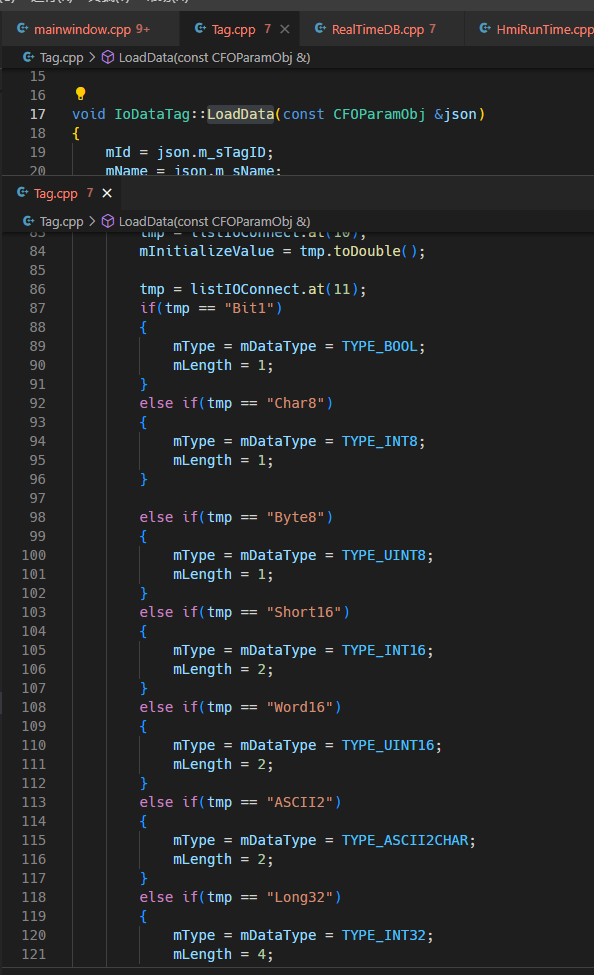 mainwindow.cpp 9+
Tag.cpp 7
RealTimeDB.cpp 7
HmiRunTime.cpp
Tag.cpp > LoadData(const CFOParamObj &)
15
16
17 void IoDataTag::LoadData(const CFOParamObj &json)
18 {
19 mId = json.m_sTagID;
20 mName = json.m_sName;
Tag.cpp 7
Tag.cpp > LoadData(const CFOParamObj &)
83 tmp = listIOConnect.at(10);
84 mInitializeValue = tmp.toDouble();
85
86 tmp = listIOConnect.at(11);
87 if(tmp == "Bit1")
88 {
89 mType = mDataType = TYPE_BOOL;
90 mLength = 1;
91 }
92 else if(tmp == "Char8")
93 {
94 mType = mDataType = TYPE_INT8;
95 mLength = 1;
96 }
97
98 else if(tmp == "Byte8")
99 {
100 mType = mDataType = TYPE_UINT8;
101 mLength = 1;
102 }
103 else if(tmp == "Short16")
104 {
105 mType = mDataType = TYPE_INT16;
106 mLength = 2;
107 }
108 else if(tmp == "Word16")
109 {
110 mType = mDataType = TYPE_UINT16;
111 mLength = 2;
112 }
113 else if(tmp == "ASCII2")
114 {
115 mType = mDataType = TYPE_ASCII2CHAR;
116 mLength = 2;
117 }
118 else if(tmp == "Long32")
119 {
120 mType = mDataType = TYPE_INT32;
121 mLength = 4;